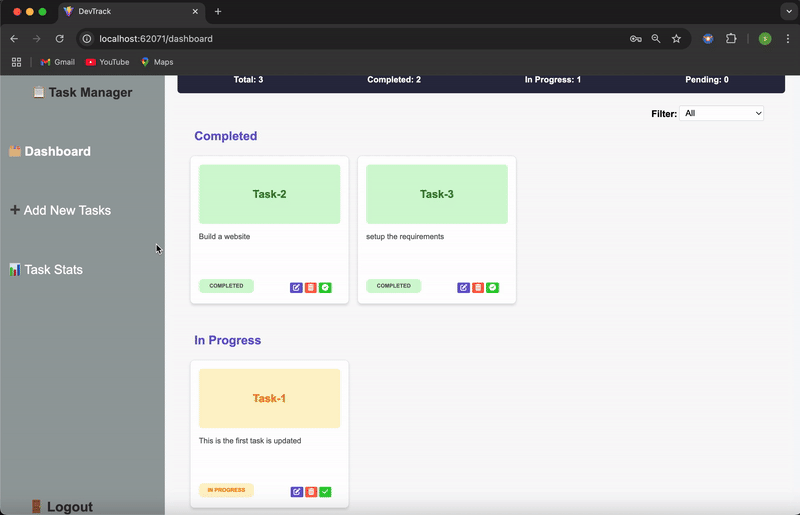 DevTrack
localhost:62071/dashboard
s
Gmail YouTube Maps
Task Manager
Dashboard
Add New Tasks
Task Stats
Logout
Total: 3 Completed: 2 In Progress: 1 Pending: 0
Filter: All
Completed
Task-2
Build a website
COMPLETED
Task-3
setup the requirements
COMPLETED
In Progress
Task-1
This is the first task is updated
IN PROGRESS